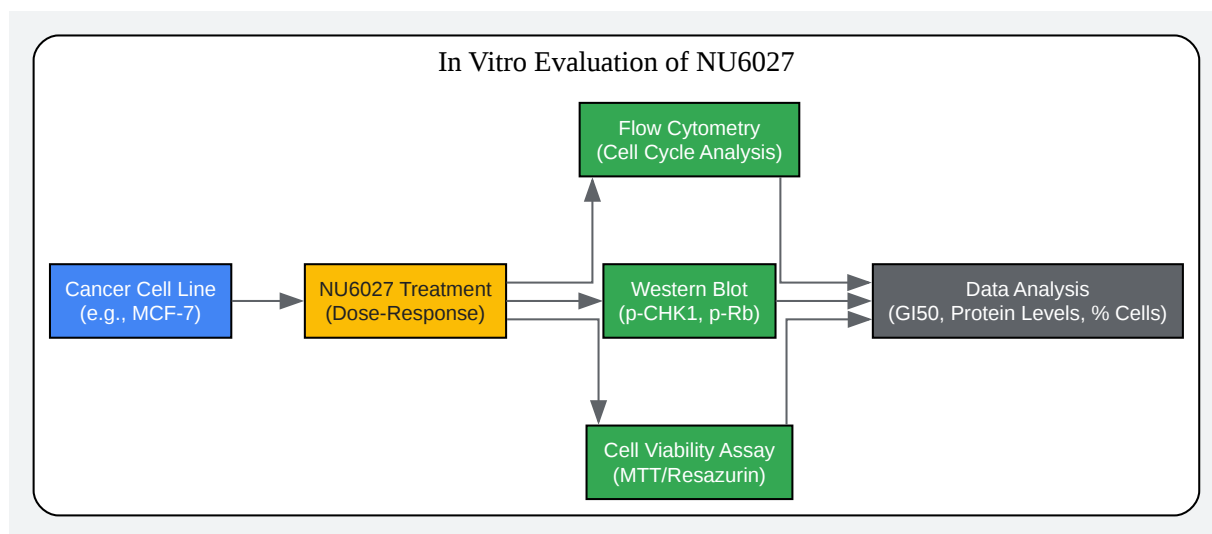 In Vitro Evaluation of NU6027
Flow Cytometry
(Cell Cycle Analysis)
Cancer Cell Line
(e.g., MCF-7)
NU6027 Treatment
(Dose-Response)
Western Blot
(p-CHK1, p-Rb)
Data Analysis
(GI50, Protein Levels, % Cells)
Cell Viability Assay
(MTT/Resazurin)